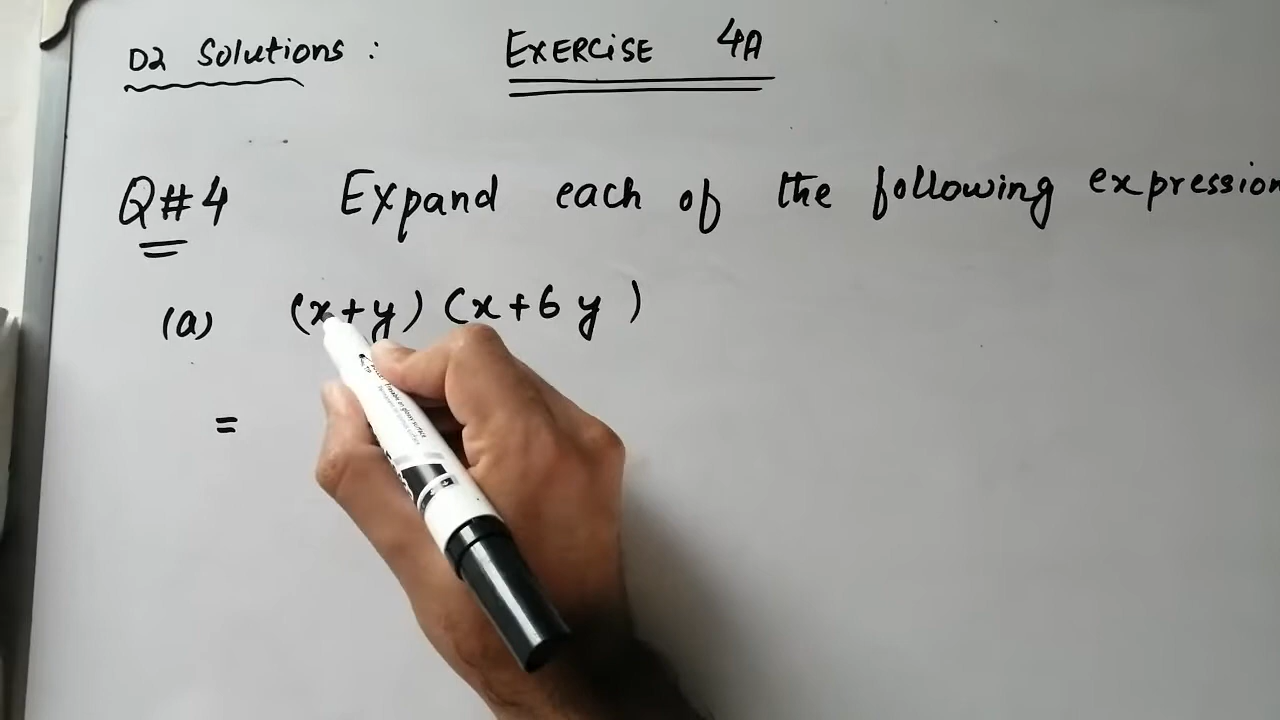 D2 Solutions : EXERCISE 4A
Q#4 Expand each of the following expression
(a) (x+y) (x+6y)
=